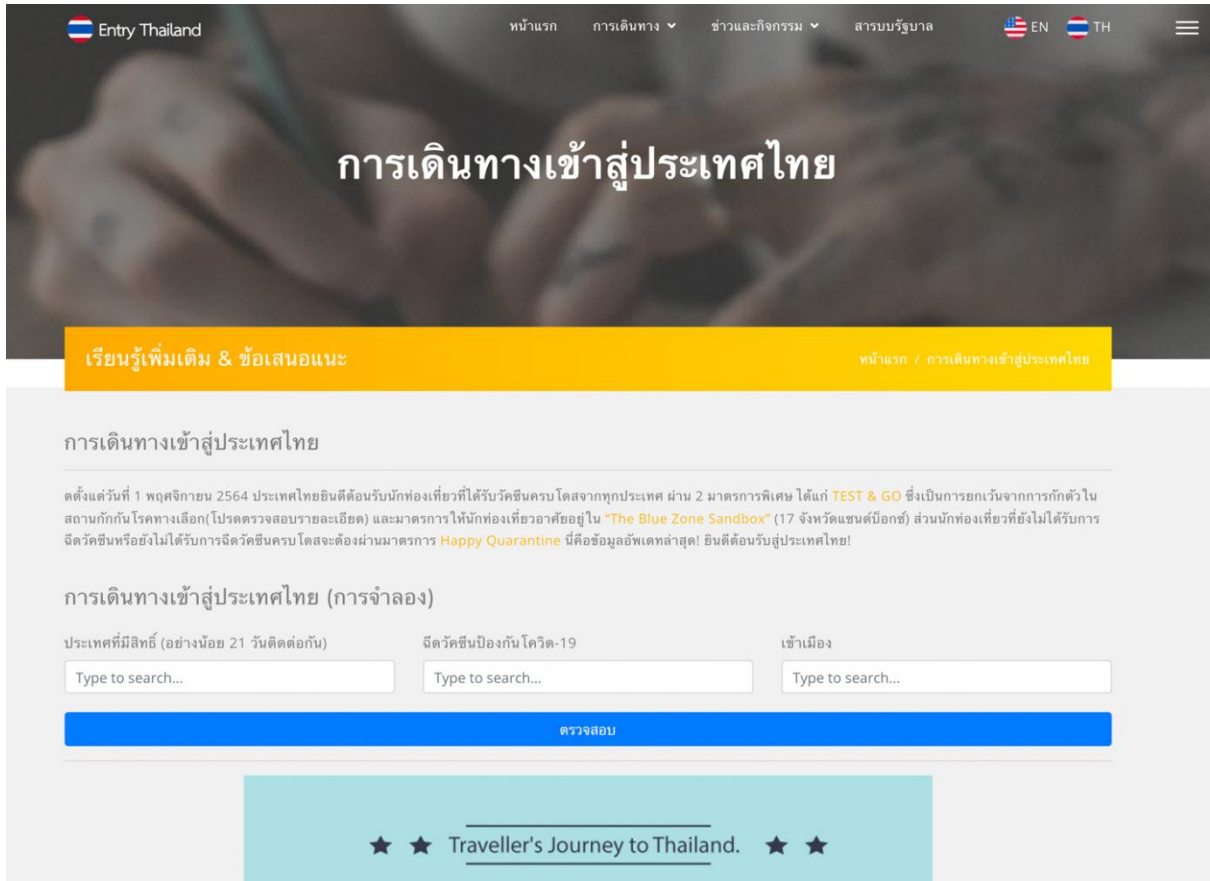 Entry Thailand
หน้าแรก การเดินทาง ข่าวและกิจกรรม สารบบรัฐบาล EN TH
การเดินทางเข้าสู่ประเทศไทย
เรียนรู้เพิ่มเติม & ข้อเสนอแนะ
หน้าแรก / การเดินทางเข้าสู่ประเทศไทย
การเดินทางเข้าสู่ประเทศไทย
ตตั้งแต่วันที่ 1 พฤศจิกายน 2564 ประเทศไทยยินดีต้อนรับนักท่องเที่ยวที่ได้รับวัคซีนครบโดสจากทุกประเทศ ผ่าน 2 มาตรการพิเศษ ได้แก่ TEST & GO ซึ่งเป็นการยกเว้นจากการกักตัวใน
สถานกักกันโรคทางเลือก(โปรดตรวจสอบรายละเอียด) และมาตรการให้นักท่องเที่ยวอาศัยอยู่ใน "The Blue Zone Sandbox" (17 จังหวัดแซนด์บ็อกซ์) ส่วนนักท่องเที่ยวที่ยังไม่ได้รับการ
ฉีดวัคซีนหรือยังไม่ได้รับการฉีดวัคซีนครบโดสจะต้องผ่านมาตรการ Happy Quarantine นี่คือข้อมูลอัพเดทล่าสุด! ยินดีต้อนรับสู่ประเทศไทย!
การเดินทางเข้าสู่ประเทศไทย (การจำลอง)
ประเทศที่มีสิทธิ์ (อย่างน้อย 21 วันติดต่อกัน) ฉีดวัคซีนป้องกันโควิด-19 เข้าเมือง
Type to search... Type to search... Type to search...
ตรวจสอบ
Traveller's Journey to Thailand.